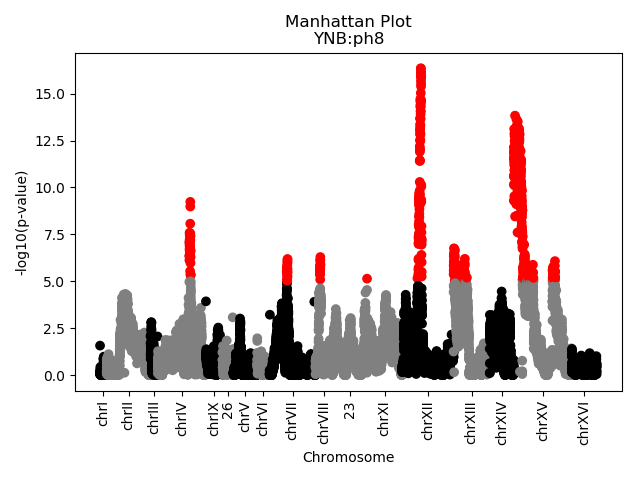 Manhattan Plot
YNB:ph8
15.0
12.5
10.0
7.5
5.0
2.5
0.0
-log10(p-value)
chrI
chrII
chrIII
chrIV
chrIX
26
chrV
chrVI
chrVII
chrVIII
23
chrXI
chrXII
chrXIII
chrXIV
chrXV
chrXVI
Chromosome